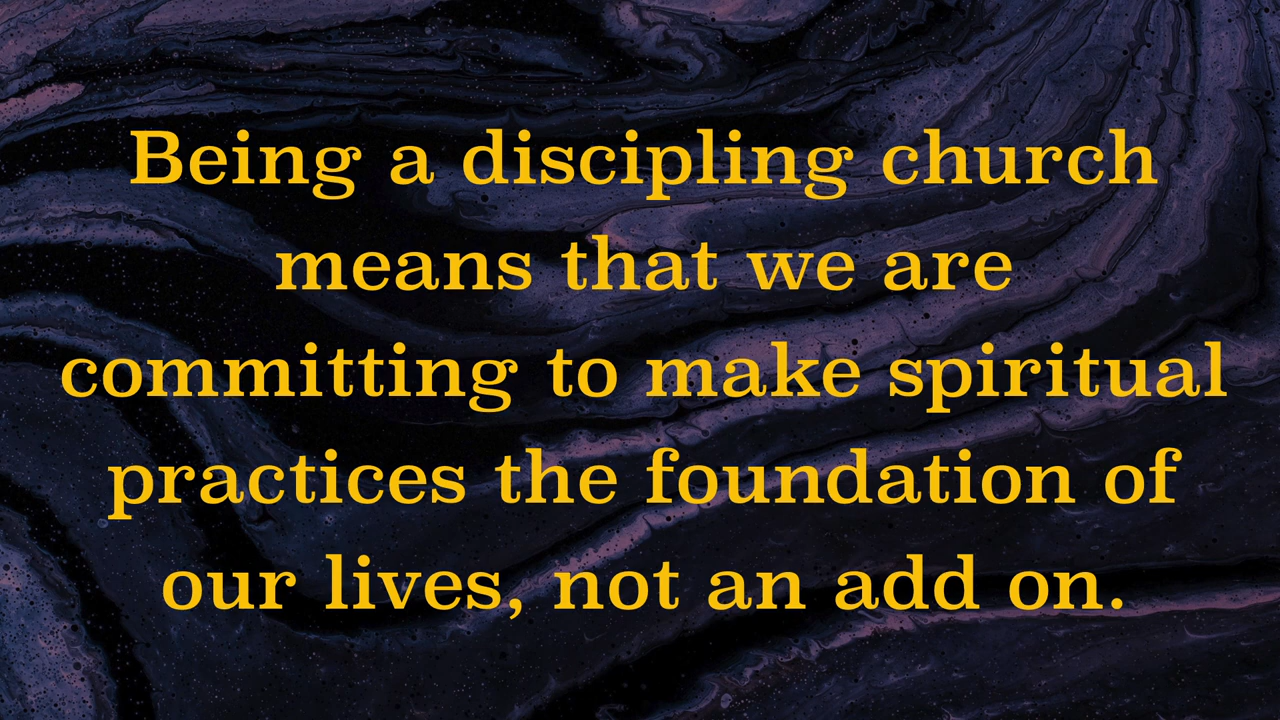 Being a discipling church
means that we are
committing to make spiritual
practices the foundation of
our lives, not an add on.